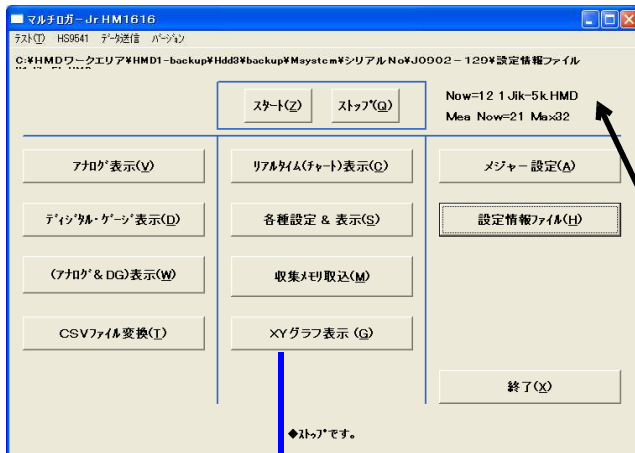 マルチロガーJr HM1616
テスト(T) HS9541 データ送信 バージョン
C:¥HMDワークエリア¥HMD1-backup¥Hdd3¥backup¥Msystem¥シリアルNo¥J0902-129¥設定情報ファイル
スタート(Z) ストップ(Q)
Now=12 1 Jik-5k.HMD
Mea Now=21 Max32
アナログ表示(V) リアルタイム(チャート)表示(C) メジャー設定(A)
ディジタル・ゲージ表示(D) 各種設定 & 表示(S) 設定情報ファイル(H)
(アナログ & DG)表示(W) 収集メモリ取込(M)
CSVファイル変換(T) XYグラフ表示 (G)
終了(X)
◆ストップです。